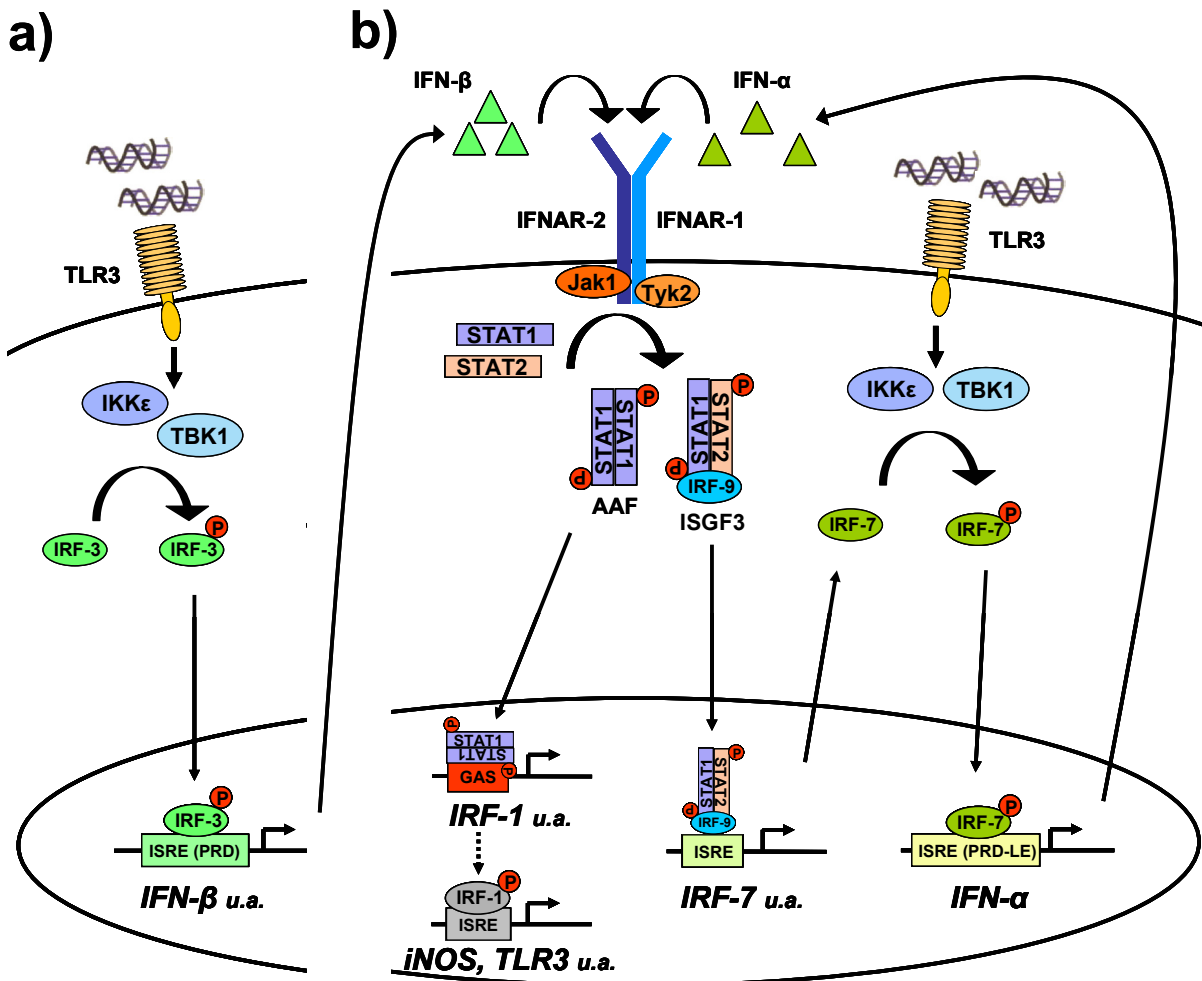 a)
TLR3
IKKε
TBK1
IRF-3
P
IRF-3
P
IRF-3
ISRE (PRD)
IFN-β u.a.
b)
IFN-β
IFN-α
IFNAR-2
IFNAR-1
Jak1
Tyk2
STAT1
STAT2
P
STAT1
STAT1
P
AAF
P
STAT1
STAT2
P
IRF-9
ISGF3
TLR3
IKKε
TBK1
IRF-7
P
IRF-7
P
STAT1
STAT1
P
GAS
IRF-1 u.a.
P
IRF-1
ISRE
iNOS, TLR3 u.a.
P
STAT1
STAT2
P
IRF-9
ISRE
IRF-7 u.a.
P
IRF-7
ISRE (PRD-LE)
IFN-α